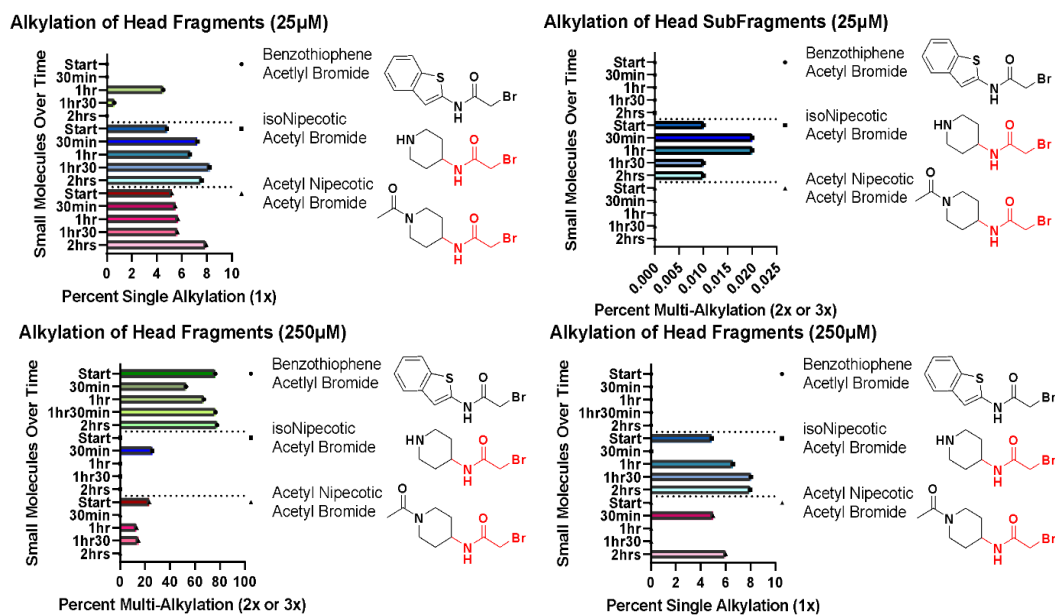 Alkylation of Head Fragments (25µM)
Small Molecules Over Time
Start
30min
1hr
1hr30
2hrs
Start
30min
1hr
1hr30
2hrs
Start
30min
1hr
1hr30
2hrs
0 2 4 6 8 10
Percent Single Alkylation (1x)
Benzothiophene
Acetlyl Bromide
S
O
N
H
Br
isoNipecotic
Acetyl Bromide
HN
O
N
H
Br
Acetyl Nipecotic
Acetyl Bromide
O
N
O
N
H
Br
Alkylation of Head SubFragments (25µM)
Small Molecules Over Time
Start
30min
1hr
1hr30
2hrs
Start
30min
1hr
1hr30
2hrs
Start
30min
1hr
1hr30
2hrs
0.000 0.005 0.010 0.015 0.020 0.025
Percent Multi-Alkylation (2x or 3x)
Benzothiophene
Acetlyl Bromide
S
O
N
H
Br
isoNipecotic
Acetyl Bromide
HN
O
N
H
Br
Acetyl Nipecotic
Acetyl Bromide
O
N
O
N
H
Br
Alkylation of Head Fragments (250µM)
Small Molecules Over Time
Start
30min
1hr
1hr30min
2hrs
Start
30min
1hr
1hr30
2hrs
Start
30min
1hr
1hr30
2hrs
0 20 40 60 80 100
Percent Multi-Alkylation (2x or 3x)
Benzothiophene
Acetlyl Bromide
S
O
N
H
Br
isoNipecotic
Acetyl Bromide
HN
O
N
H
Br
Acetyl Nipecotic
Acetyl Bromide
O
N
O
N
H
Br
Alkylation of Head Fragments (250µM)
Small Molecules Over Time
Start
30min
1hr
1hr30
2hrs
Start
30min
1hr
1hr30
2hrs
Start
30min
1hr
1hr30
2hrs
0 2 4 6 8 10
Percent Single Alkylation (1x)
Benzothiophene
Acetlyl Bromide
S
O
N
H
Br
isoNipecotic
Acetyl Bromide
HN
O
N
H
Br
Acetyl Nipecotic
Acetyl Bromide
O
N
O
N
H
Br